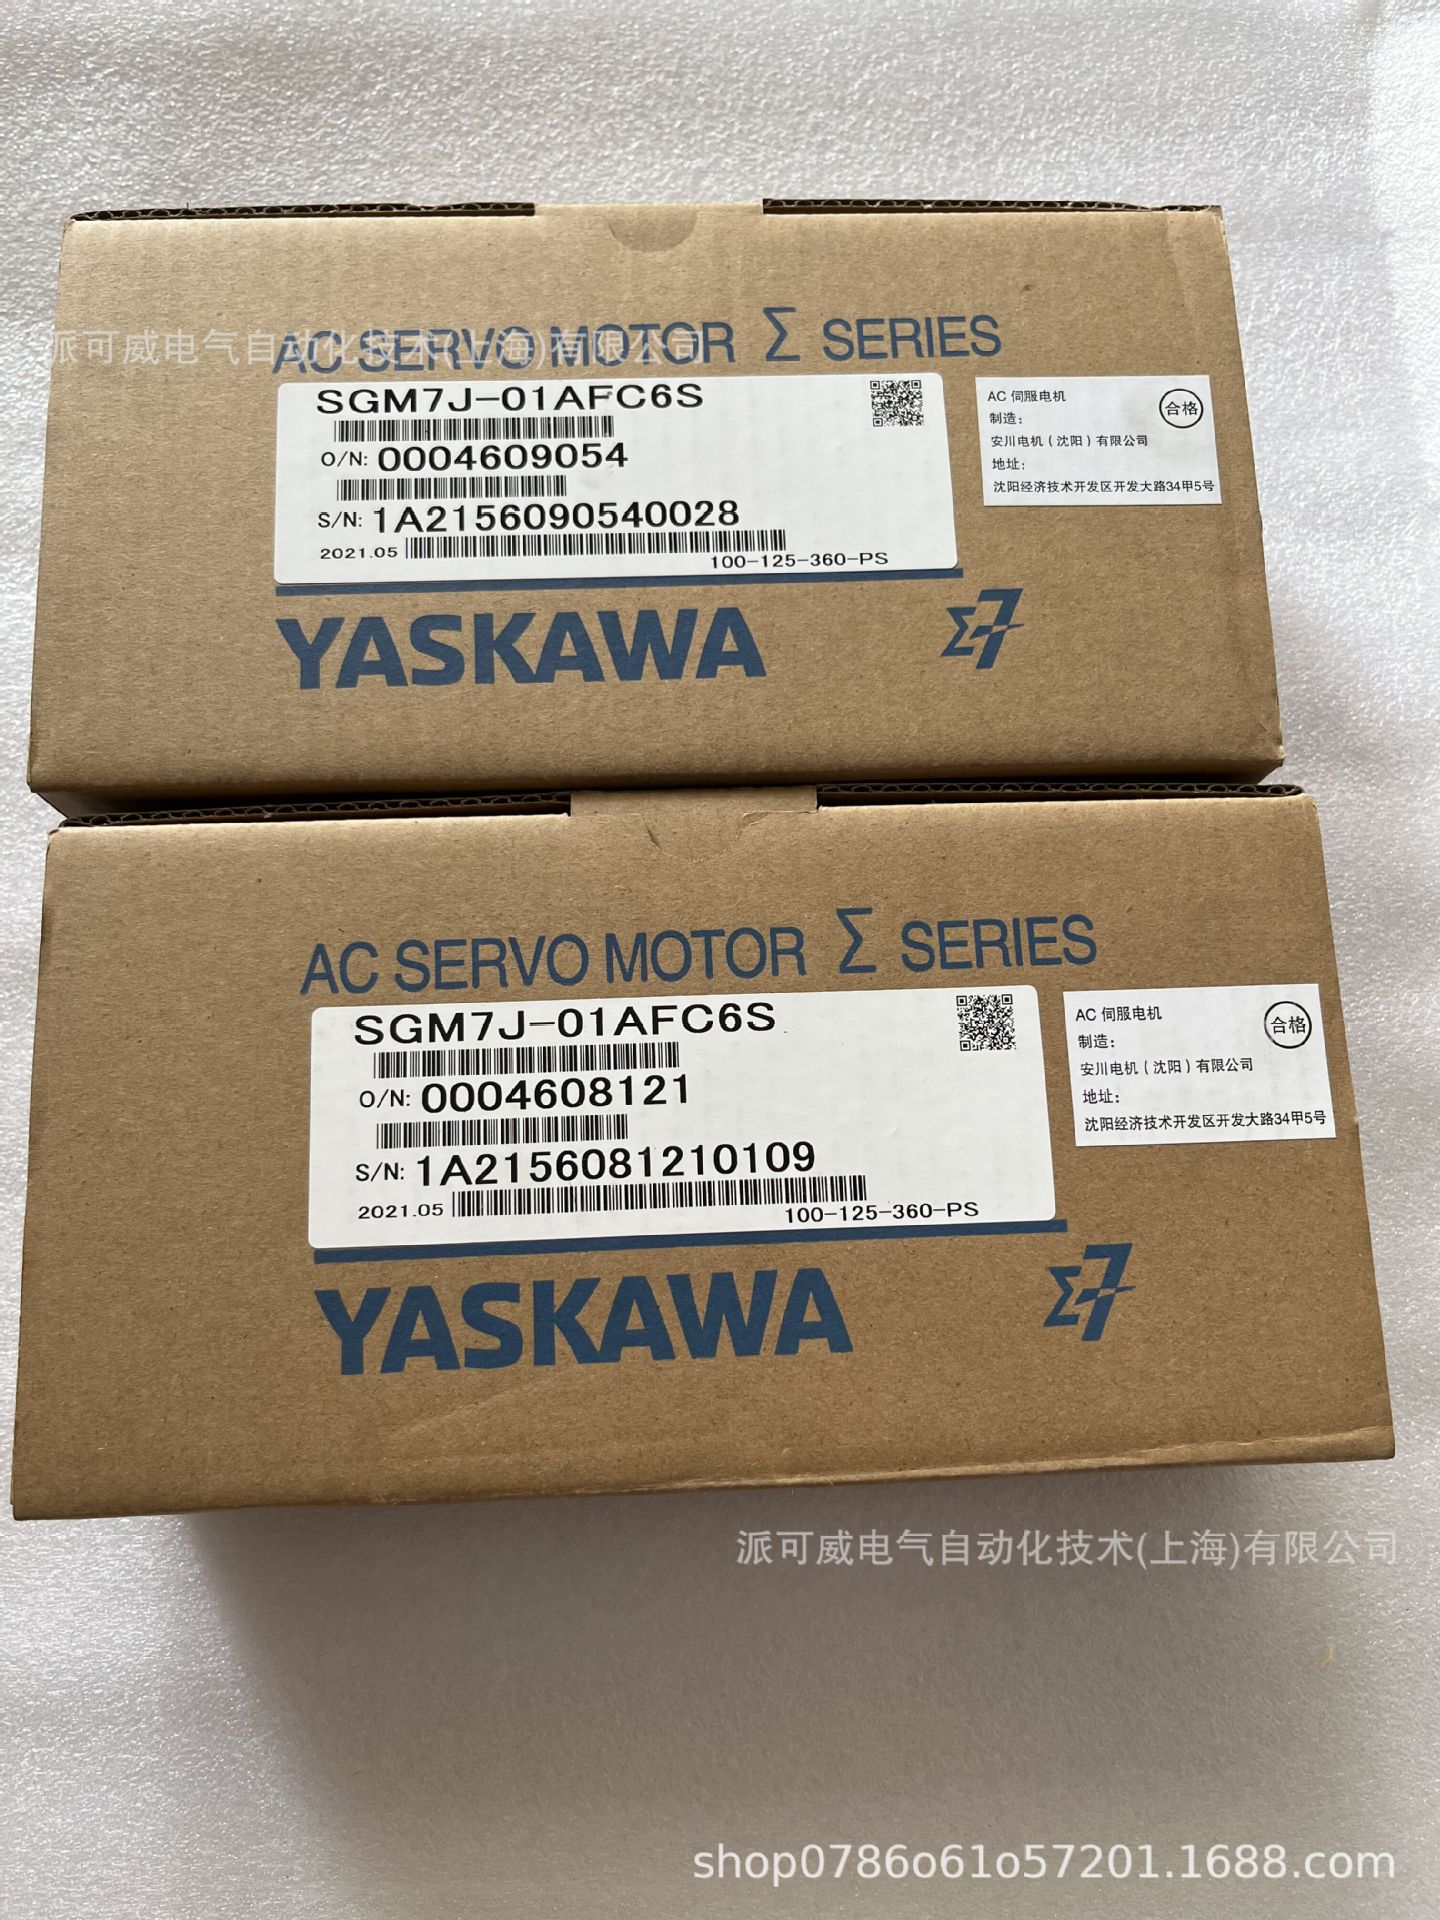 AC SERVO MOTOR Σ SERIES
派可威电气自动化技术(上海)有限公司
SGM7J-01AFC6S
O/N: 0004609054
S/N: 1A2156090540028
2021.05
100-125-360-PS
AC 伺服电机
合格
制造：
安川电机（沈阳）有限公司
地址：
沈阳经济技术开发区开发大路34甲5号
YASKAWA
Σ-7
AC SERVO MOTOR Σ SERIES
SGM7J-01AFC6S
O/N: 0004608121
S/N: 1A2156081210109
2021.05
100-125-360-PS
AC 伺服电机
合格
制造：
安川电机（沈阳）有限公司
地址：
沈阳经济技术开发区开发大路34甲5号
YASKAWA
Σ-7
派可威电气自动化技术(上海)有限公司
shop0786o61o57201.1688.com